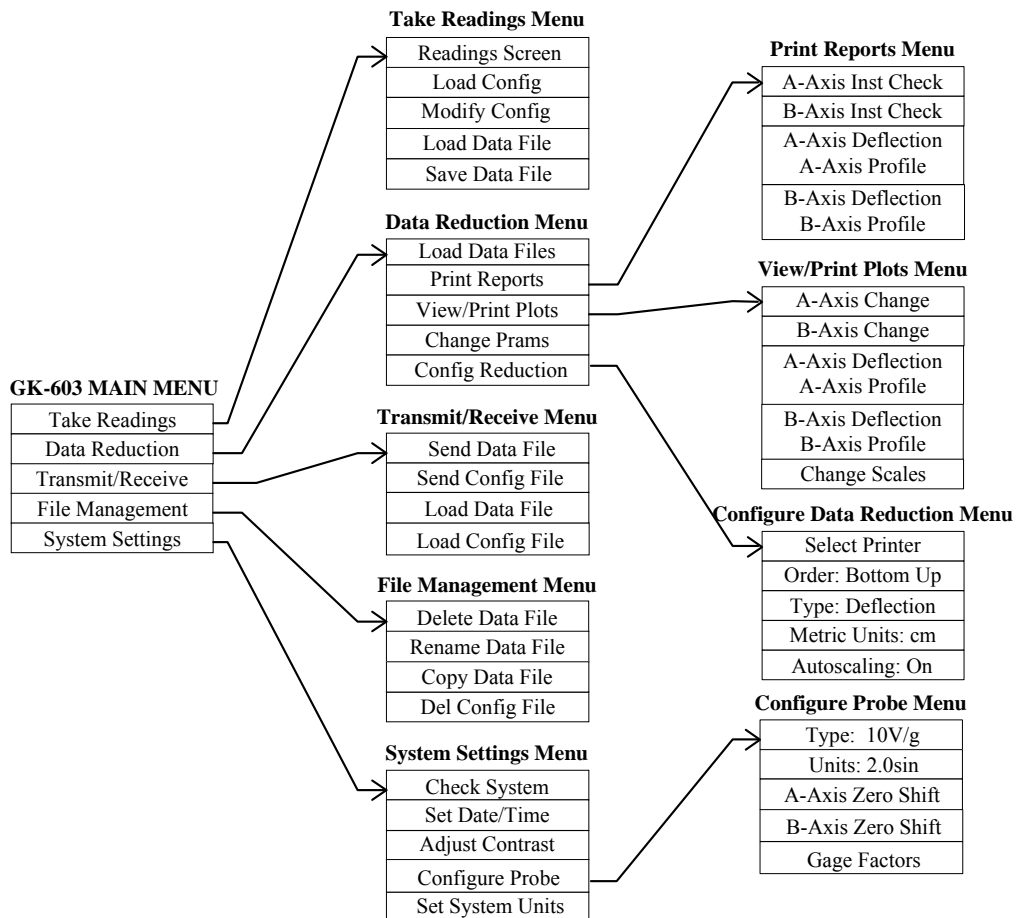 GK-603 MAIN MENU
Take Readings
Data Reduction
Transmit/Receive
File Management
System Settings
Take Readings Menu
Readings Screen
Load Config
Modify Config
Load Data File
Save Data File
Data Reduction Menu
Load Data Files
Print Reports
View/Print Plots
Change Prams
Config Reduction
Transmit/Receive Menu
Send Data File
Send Config File
Load Data File
Load Config File
File Management Menu
Delete Data File
Rename Data File
Copy Data File
Del Config File
System Settings Menu
Check System
Set Date/Time
Adjust Contrast
Configure Probe
Set System Units
Print Reports Menu
A-Axis Inst Check
B-Axis Inst Check
A-Axis Deflection
A-Axis Profile
B-Axis Deflection
B-Axis Profile
View/Print Plots Menu
A-Axis Change
B-Axis Change
A-Axis Deflection
A-Axis Profile
B-Axis Deflection
B-Axis Profile
Change Scales
Configure Data Reduction Menu
Select Printer
Order: Bottom Up
Type: Deflection
Metric Units: cm
Autoscaling: On
Configure Probe Menu
Type: 10V/g
Units: 2.0sin
A-Axis Zero Shift
B-Axis Zero Shift
Gage Factors